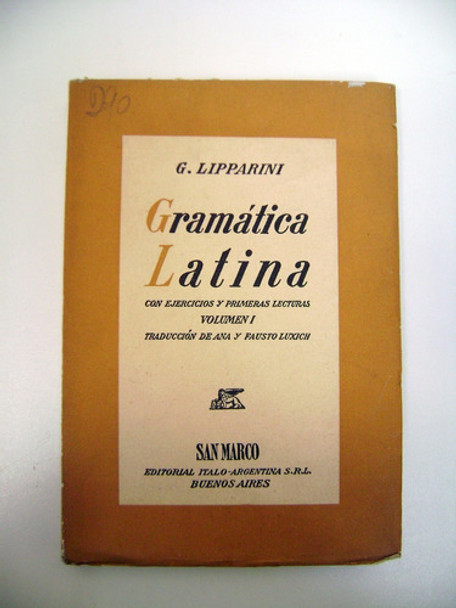 G. LIPPARINI
Gramática
Latina
CON EJERCICIOS Y PRIMERAS LECTURAS
VOLUMEN I
TRADUCCIÓN DE ANA Y FAUSTO LUXICH
SAN MARCO
EDITORIAL ITALO-ARGENTINA S.R.L.
BUENOS AIRES